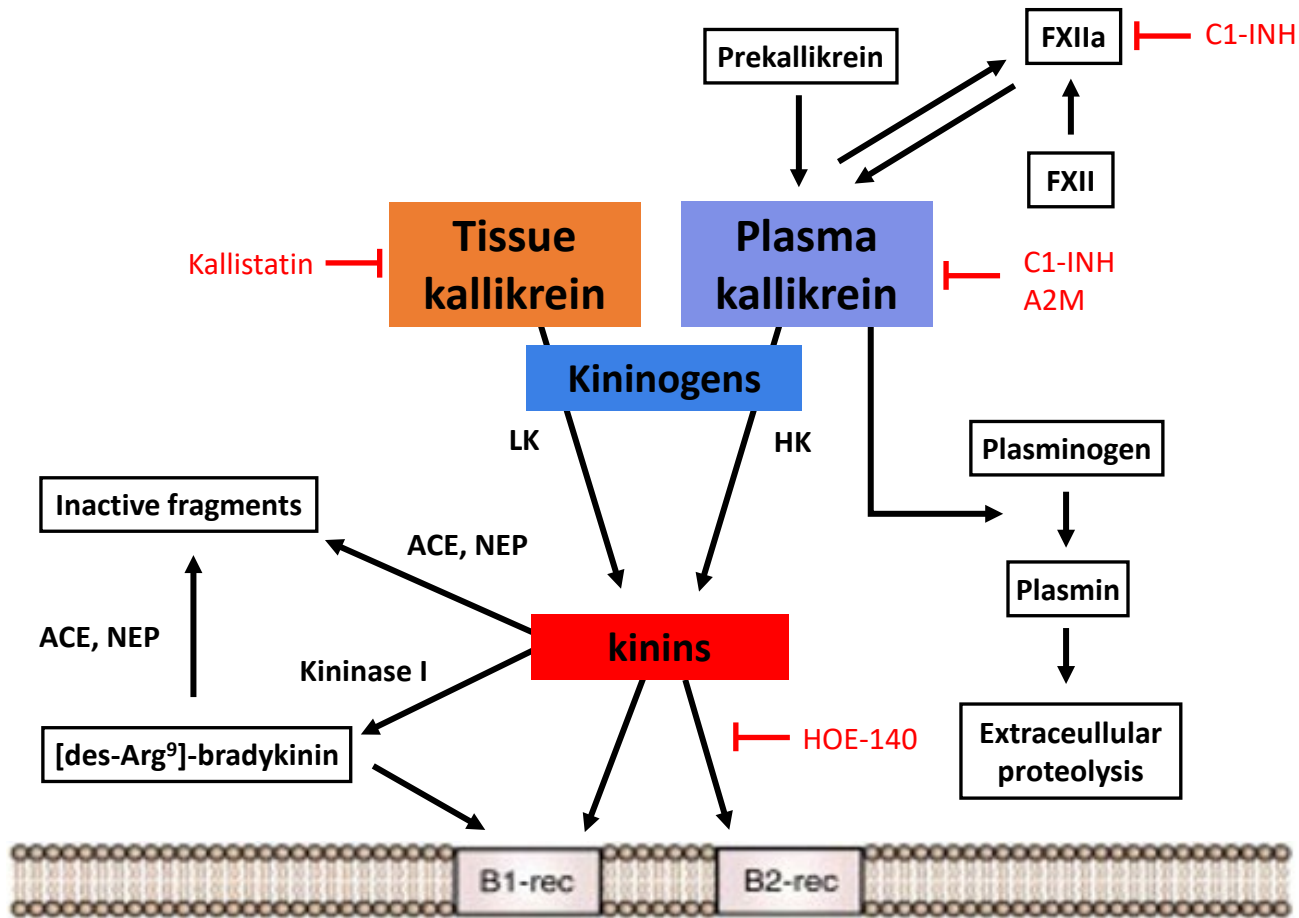 FXIIa
C1-INH
Prekallikrein
FXII
Tissue
kallikrein
Plasma
kallikrein
Kallistatin
C1-INH
A2M
Kininogens
LK
HK
Plasminogen
Inactive fragments
ACE, NEP
Plasmin
ACE, NEP
kinins
Kininase I
[des-Arg⁹]-bradykinin
HOE-140
Extraceullular
proteolysis
B1-rec
B2-rec